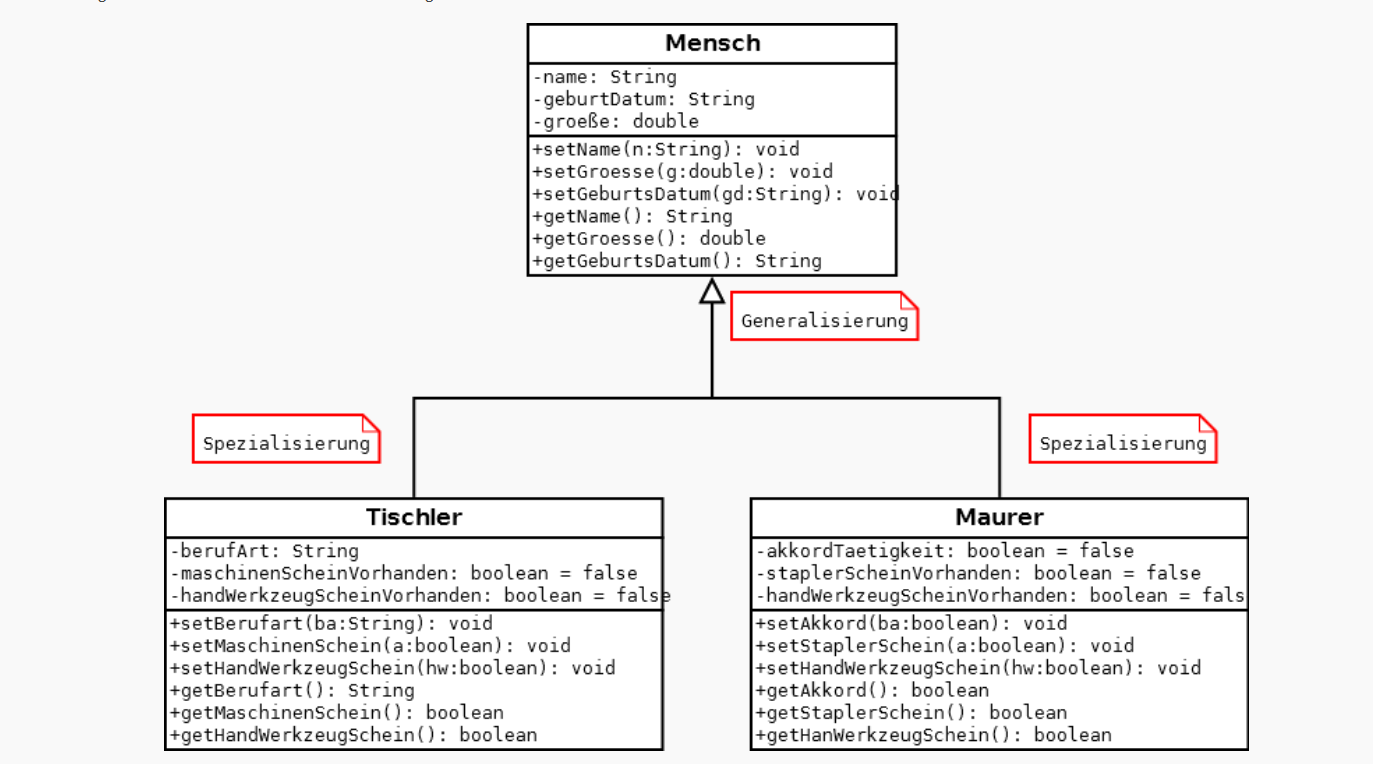 Mensch
-name: String
-geburtDatum: String
-groeße: double
+setName(n:String): void
+setGroesse(g:double): void
+setGeburtsDatum(gd:String): void
+getName(): String
+getGroesse(): double
+getGeburtsDatum(): String
Generalisierung
Spezialisierung
Spezialisierung
Tischler
-berufArt: String
-maschinenScheinVorhanden: boolean = false
-handWerkzeugScheinVorhanden: boolean = false
+setBerufart(ba:String): void
+setMaschinenSchein(a:boolean): void
+setHandWerkzeugSchein(hw:boolean): void
+getBerufart(): String
+getMaschinenSchein(): boolean
+getHandWerkzeugSchein(): boolean
Maurer
-akkordTaetigkeit: boolean = false
-staplerScheinVorhanden: boolean = false
-handWerkzeugScheinVorhanden: boolean = fals
+setAkkord(ba:boolean): void
+setStaplerSchein(a:boolean): void
+setHandWerkzeugSchein(hw:boolean): void
+getAkkord(): boolean
+getStaplerSchein(): boolean
+getHanWerkzeugSchein(): boolean